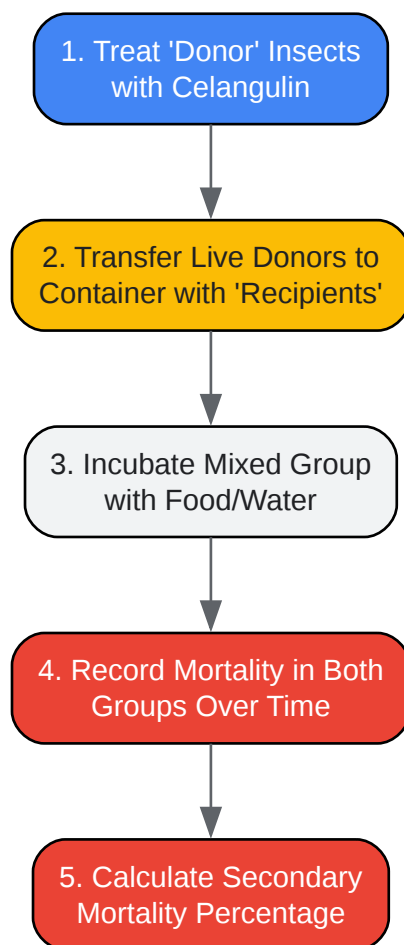 1. Treat 'Donor' Insects
with Celangulin
2. Transfer Live Donors to
Container with 'Recipients'
3. Incubate Mixed Group
with Food/Water
4. Record Mortality in Both
Groups Over Time
5. Calculate Secondary
Mortality Percentage